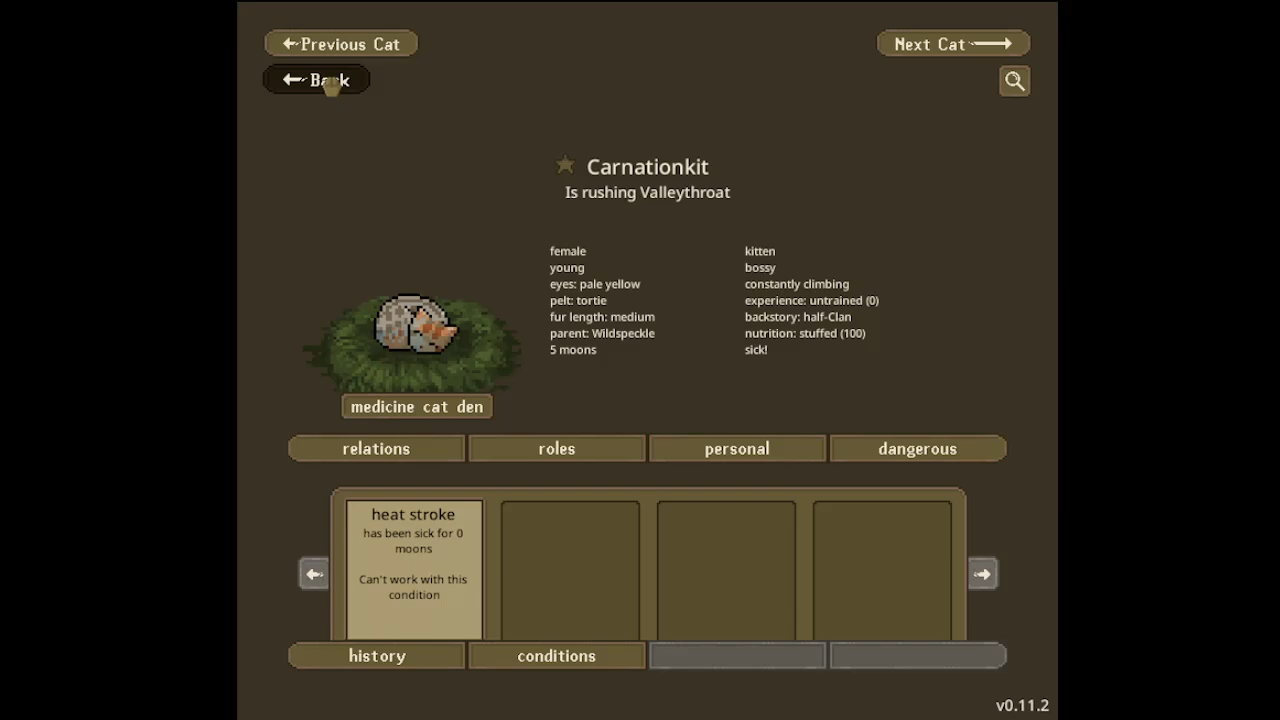 Previous Cat
Next Cat
Back
Carnationkit
Is rushing Valleythroat
female
young
eyes: pale yellow
pelt: tortie
fur length: medium
parent: Wildspeckle
5 moons
kitten
bossy
constantly climbing
experience: untrained (0)
backstory: half-Clan
nutrition: stuffed (100)
sick!
medicine cat den
relations
roles
personal
dangerous
heat stroke
has been sick for 0
moons
Can't work with this
condition
history
conditions
v0.11.2